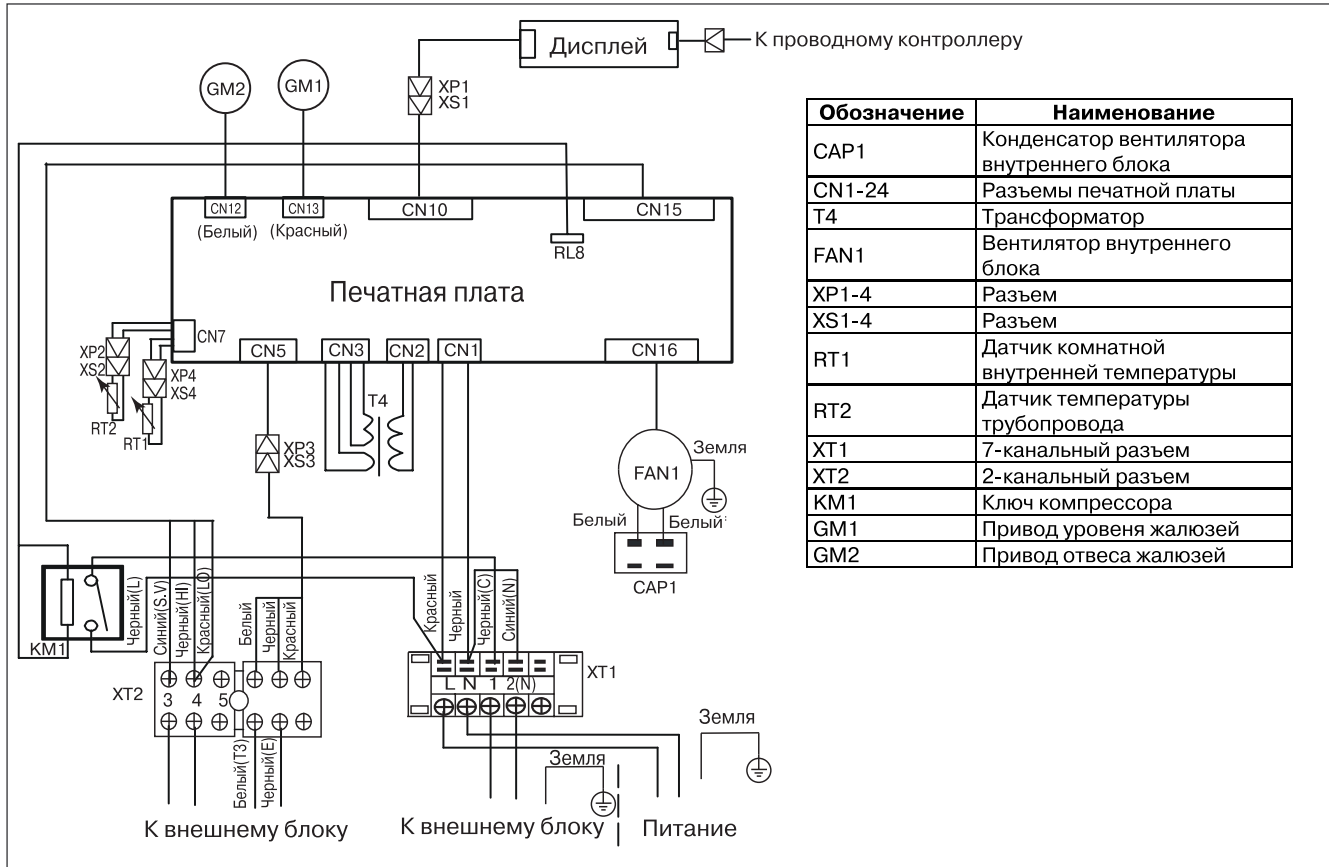 Дисплей
К проводному контроллеру
GM2
GM1
XP1
XS1
CN12
CN13
CN10
CN15
(Белый)
(Красный)
RL8
Печатная плата
CN7
CN5
CN3
CN2
CN1
CN16
XP2
XS2
XP4
XS4
RT2
RT1
T4
XP3
XS3
FAN1
Земля
Белый
Белый
CAP1
KM1
Черный(L)
Синий(S.V)
Черный(HI)
Красный(LO)
Белый
Черный
Красный
Красный
Черный
Черный(C)
Синий(N)
XT2
3 4 5
XT1
L N 1 2(N)
Белый(T3)
Черный(E)
Земля
Земля
К внешнему блоку
К внешнему блоку
Питание
Обозначение Наименование
CAP1 Конденсатор вентилятора
внутреннего блока
CN1-24 Разъемы печатной платы
T4 Трансформатор
FAN1 Вентилятор внутреннего
блока
XP1-4 Разъем
XS1-4 Разъем
RT1 Датчик комнатной
внутренней температуры
RT2 Датчик температуры
трубопровода
XT1 7-канальный разъем
XT2 2-канальный разъем
KM1 Ключ компрессора
GM1 Привод уровеня жалюзей
GM2 Привод отвеса жалюзей